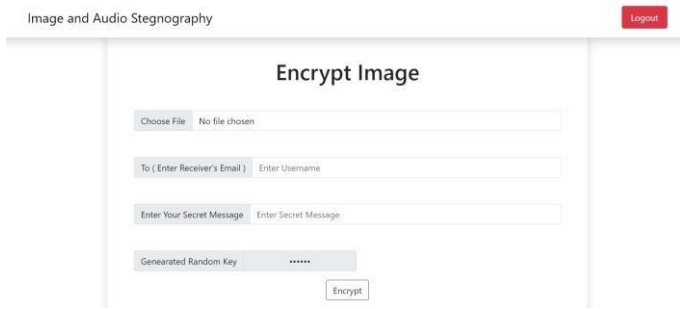 Image and Audio Stegnography
Logout
Encrypt Image
Choose File No file chosen
To ( Enter Receiver's Email ) Enter Username
Enter Your Secret Message Enter Secret Message
Genearated Random Key ••••••
Encrypt